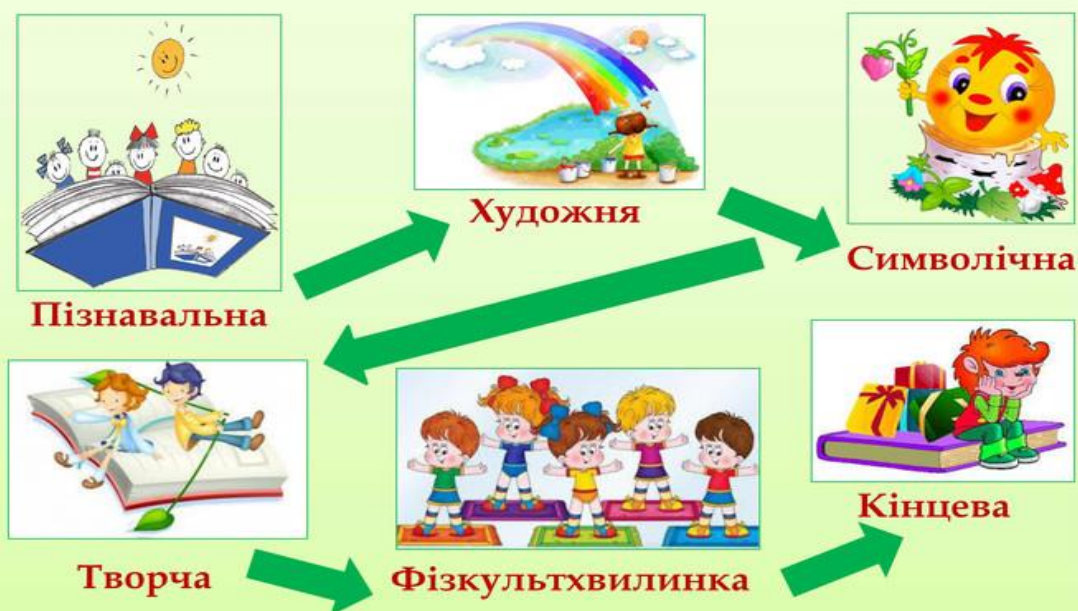 Пізнавальна
Художня
Символічна
Творча
Фізкультхвилинка
Кінцева